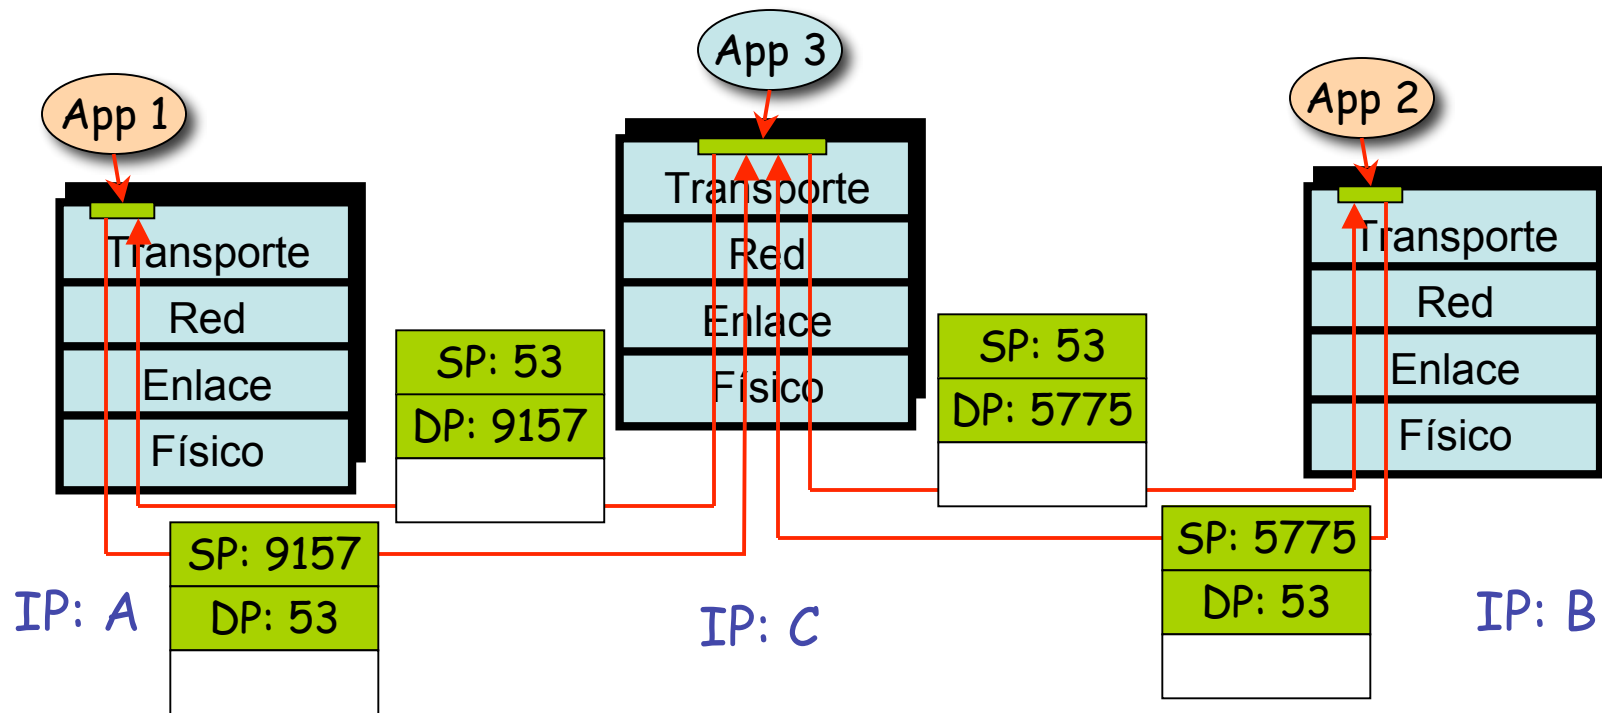 App 1
Transporte
Red
Enlace
Físico
IP: A
SP: 53
DP: 9157
SP: 9157
DP: 53
App 3
Transporte
Red
Enlace
Físico
IP: C
SP: 53
DP: 5775
SP: 5775
DP: 53
App 2
Transporte
Red
Enlace
Físico
IP: B